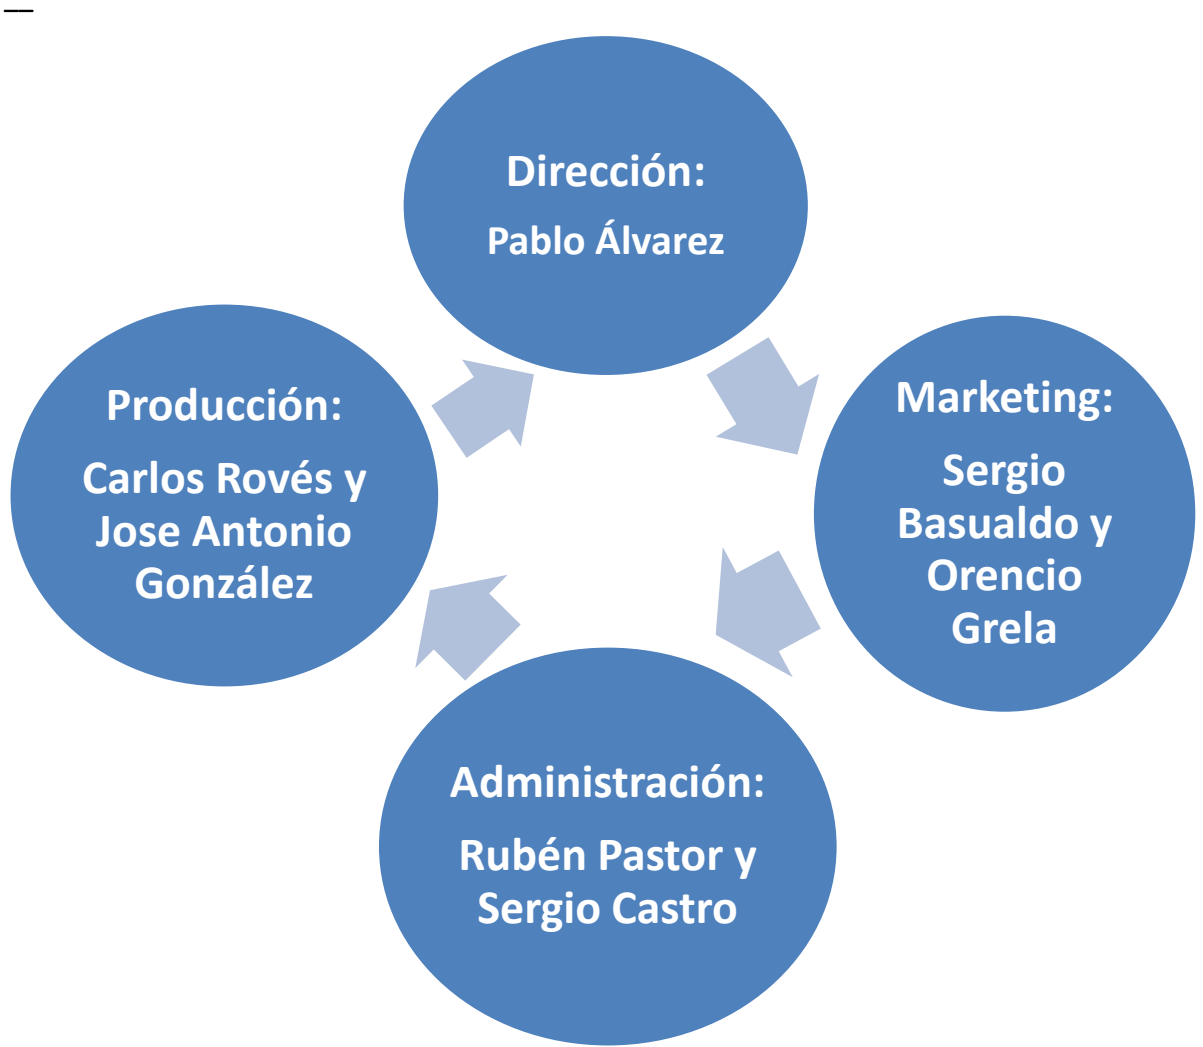 Dirección:
Pablo Álvarez
Marketing:
Sergio
Basualdo y
Orencio
Grela
Administración:
Rubén Pastor y
Sergio Castro
Producción:
Carlos Rovés y
Jose Antonio
González